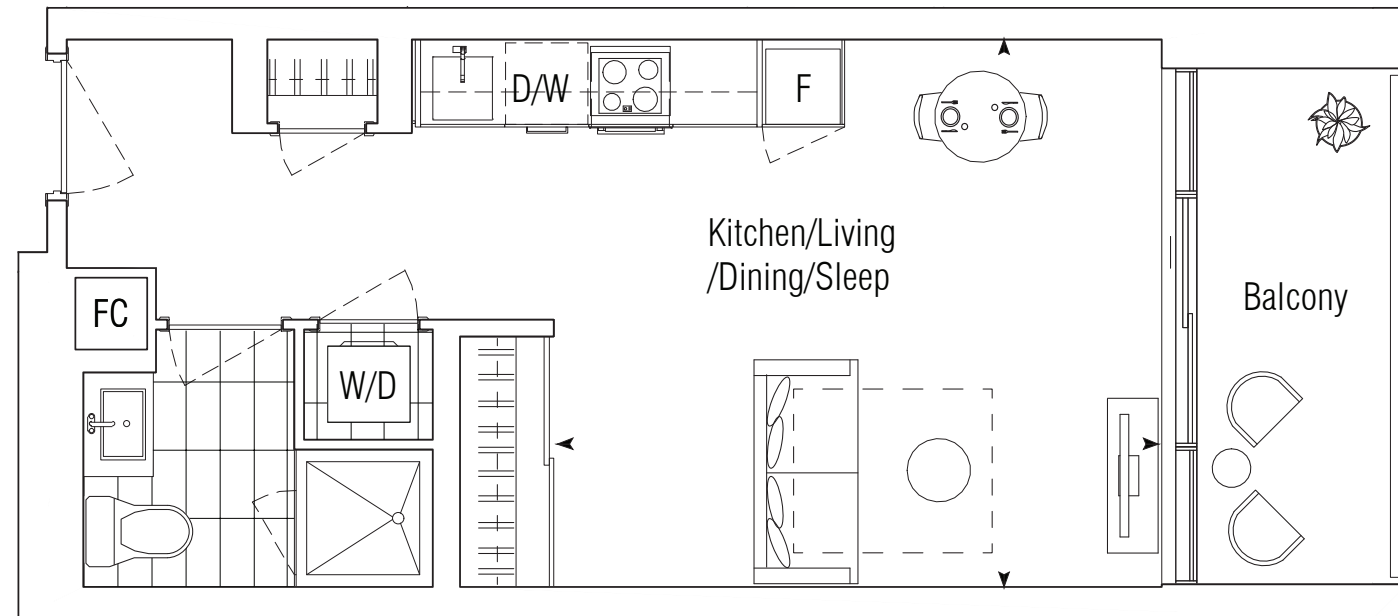 D/W
F
Kitchen/Living
/Dining/Sleep
Balcony
FC
W/D